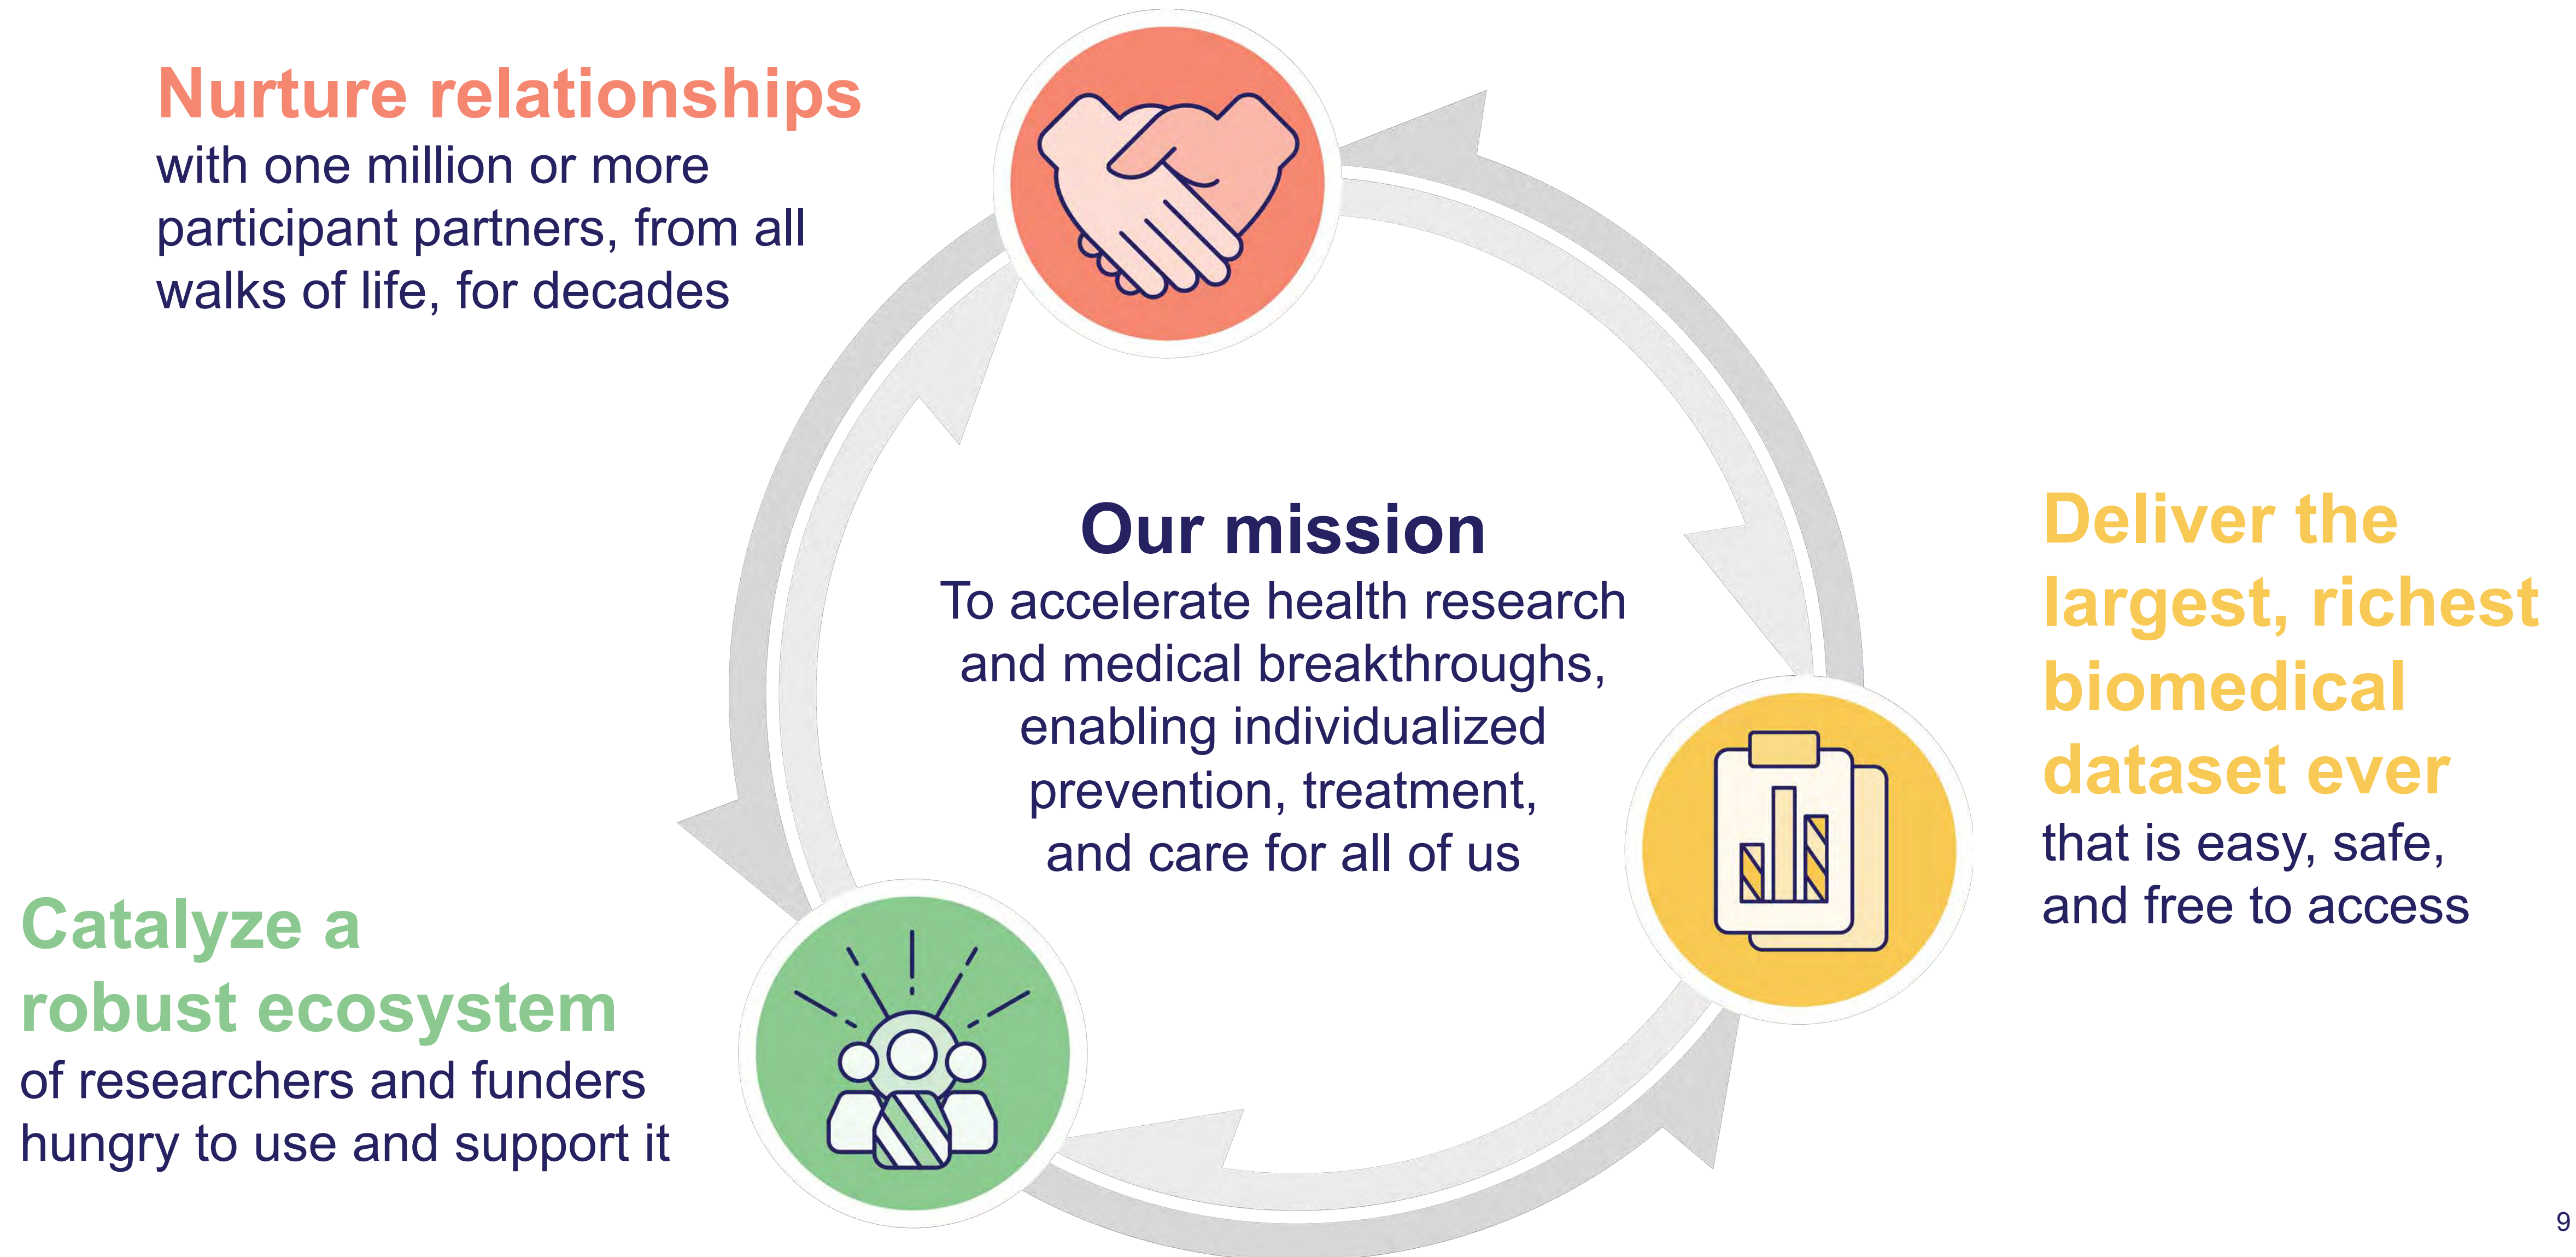 Nurture relationships
with one million or more
participant partners, from all
walks of life, for decades
Our mission
To accelerate health research
and medical breakthroughs,
enabling individualized
prevention, treatment,
and care for all of us
Deliver the
largest, richest
biomedical
dataset ever
that is easy, safe,
and free to access
Catalyze a
robust ecosystem
of researchers and funders
hungry to use and support it
9